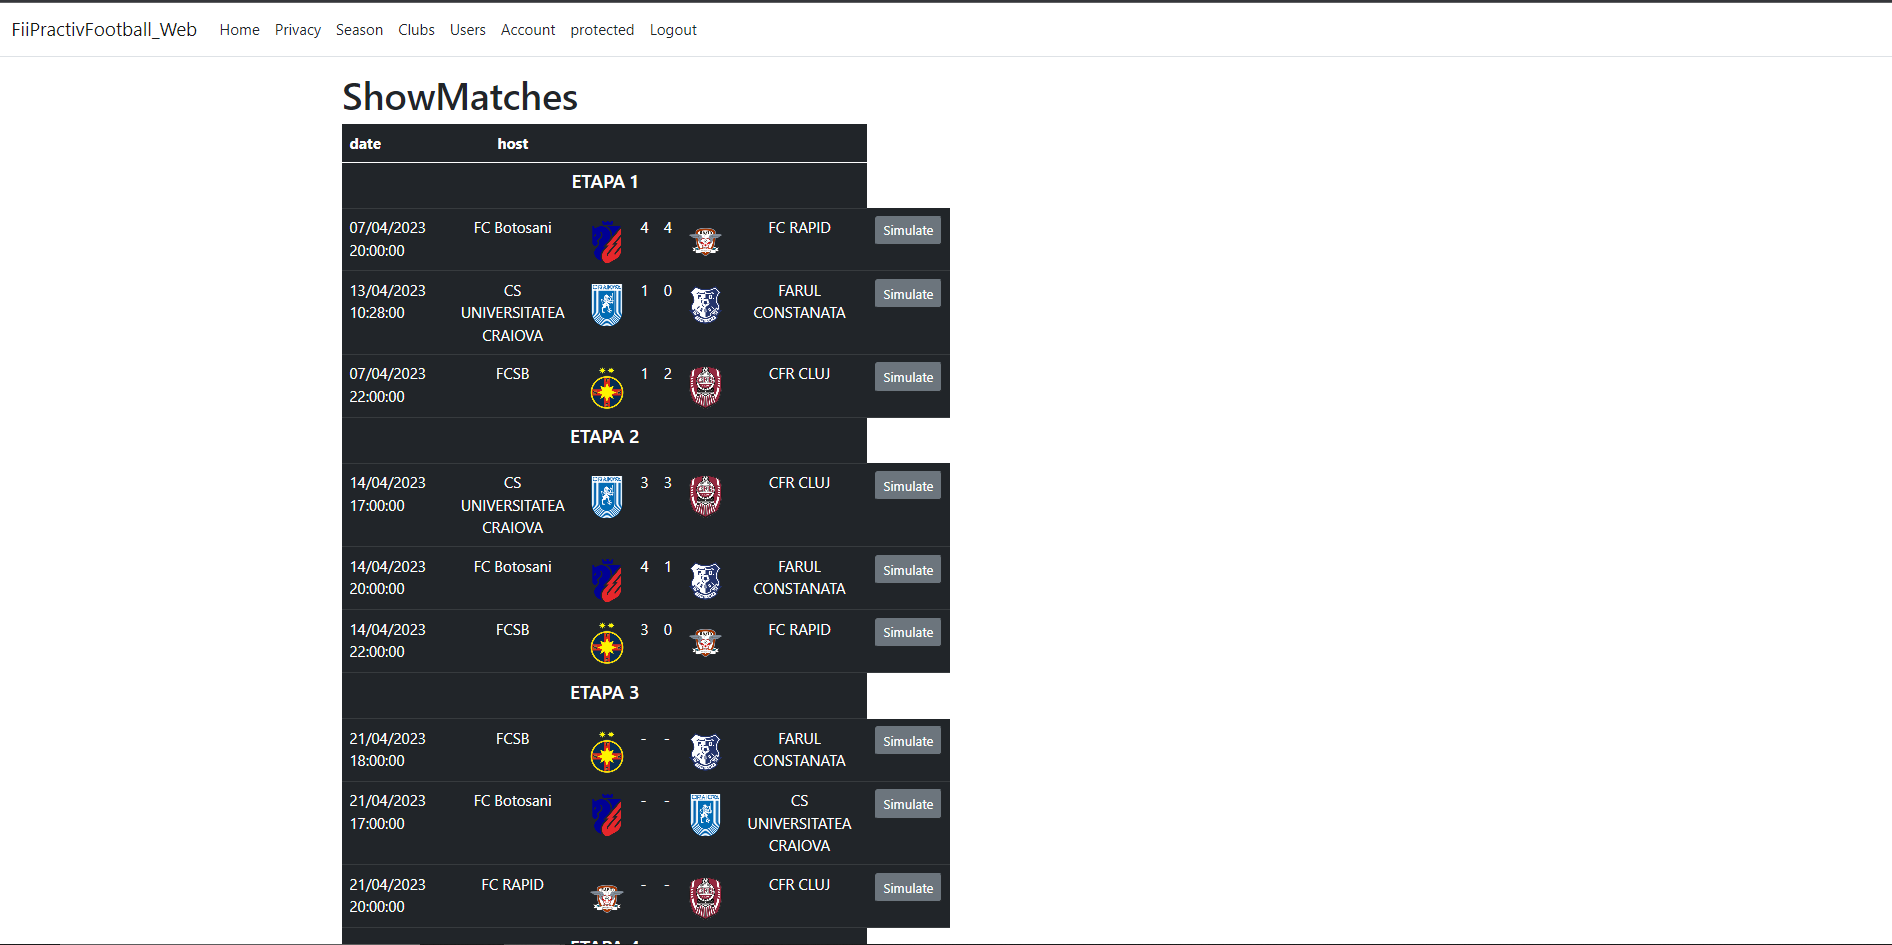 FiiPractivFootball_Web Home Privacy Season Clubs Users Account protected Logout
ShowMatches
date host
ETAPA 1
07/04/2023 FC Botosani 4 4 FC RAPID Simulate
20:00:00
13/04/2023 CS 1 0 FARUL Simulate
10:28:00 UNIVERSITATEA CONSTANATA
CRAIOVA
07/04/2023 FCSB 1 2 CFR CLUJ Simulate
22:00:00
ETAPA 2
14/04/2023 CS 3 3 CFR CLUJ Simulate
17:00:00 UNIVERSITATEA
CRAIOVA
14/04/2023 FC Botosani 4 1 FARUL Simulate
20:00:00 CONSTANATA
14/04/2023 FCSB 3 0 FC RAPID Simulate
22:00:00
ETAPA 3
21/04/2023 FCSB - - FARUL Simulate
18:00:00 CONSTANATA
21/04/2023 FC Botosani - - CS Simulate
17:00:00 UNIVERSITATEA
CRAIOVA
21/04/2023 FC RAPID - - CFR CLUJ Simulate
20:00:00
ETAPA 4